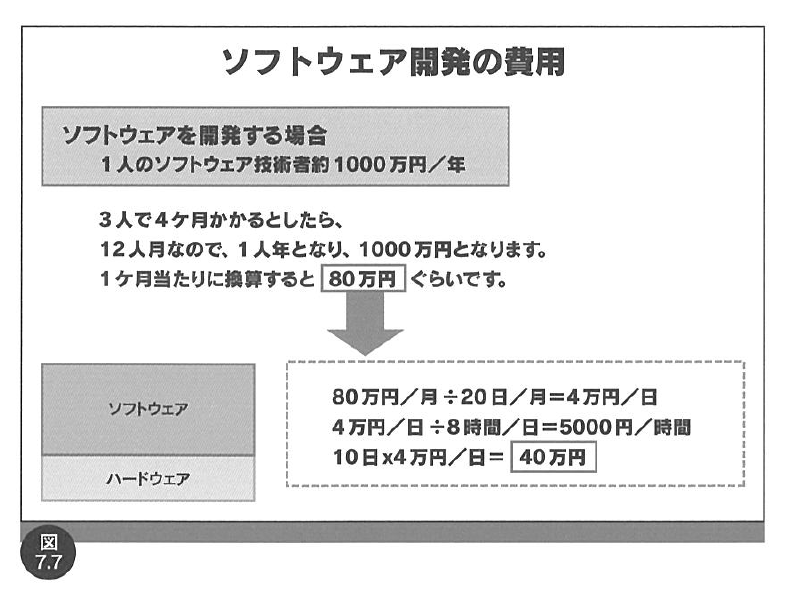 ソフトウェア開発の費用
ソフトウェアを開発する場合
1人のソフトウェア技術者約1000万円／年
3人で4ケ月かかるとしたら、
12人月なので、1人年となり、1000万円となります。
1ケ月当たりに換算すると 80万円 ぐらいです。
ソフトウェア
ハードウェア
80万円／月÷20日／月=4万円／日
4万円／日÷8時間／日=5000円／時間
10日x4万円／日= 40万円
図
7.7